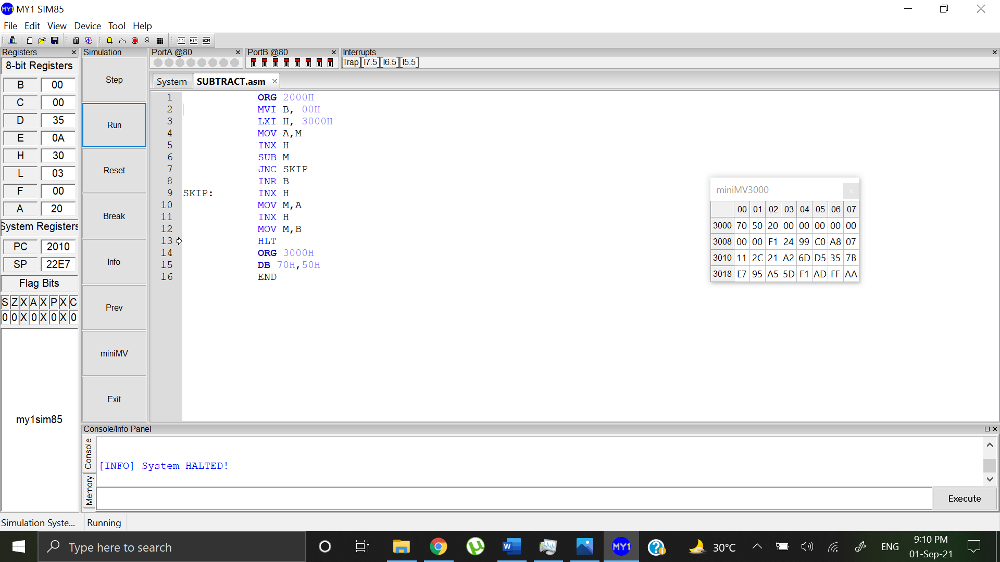 MY1 SIM85
File Edit View Device Tool Help
Registers
8-bit Registers
B 00
C 00
D 35
E 0A
H 30
L 03
F 00
A 20
System Registers
PC 2010
SP 22E7
Flag Bits
S Z X A X P X C
0 0 X 0 X 0 X 0
my1sim85
Simulation
Step
Run
Reset
Break
Info
Prev
miniMV
Exit
PortA @80
PortB @80
Interrupts
Trap I7.5 I6.5 I5.5
System SUBTRACT.asm
1 ORG 2000H
2 MVI B, 00H
3 LXI H, 3000H
4 MOV A,M
5 INX H
6 SUB M
7 JNC SKIP
8 INR B
9 SKIP: INX H
10 MOV M,A
11 INX H
12 MOV M,B
13 HLT
14 ORG 3000H
15 DB 70H,50H
16 END
miniMV3000
00 01 02 03 04 05 06 07
3000 70 50 20 00 00 00 00 00
3008 00 00 F1 24 99 C0 A8 07
3010 11 2C 21 A2 6D D5 35 7B
3018 E7 95 A5 5D F1 AD FF AA
Console/Info Panel
Console
Memory
[INFO] System HALTED!
Execute
Simulation Syste... Running
Type here to search
30°C
ENG
9:10 PM
01-Sep-21